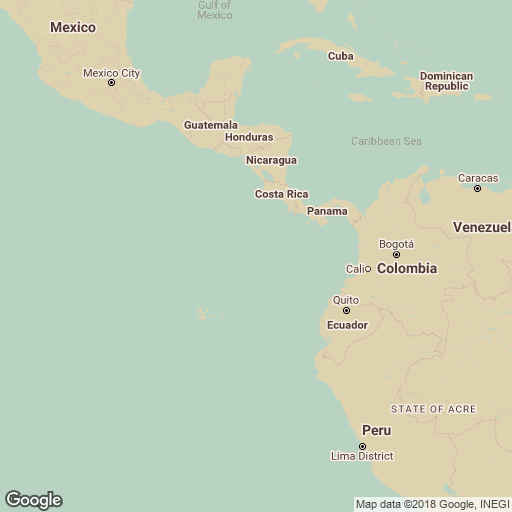 Gulf of
Mexico
Mexico
Cuba
Mexico City
Dominican
Republic
Guatemala
Honduras
Caribbean Sea
Nicaragua
Caracas
Costa Rica
Panama
Venezuel
Bogotá
Cali
Colombia
Quito
Ecuador
STATE OF ACRE
Peru
Lima District
Google
Map data ©2018 Google, INEGI